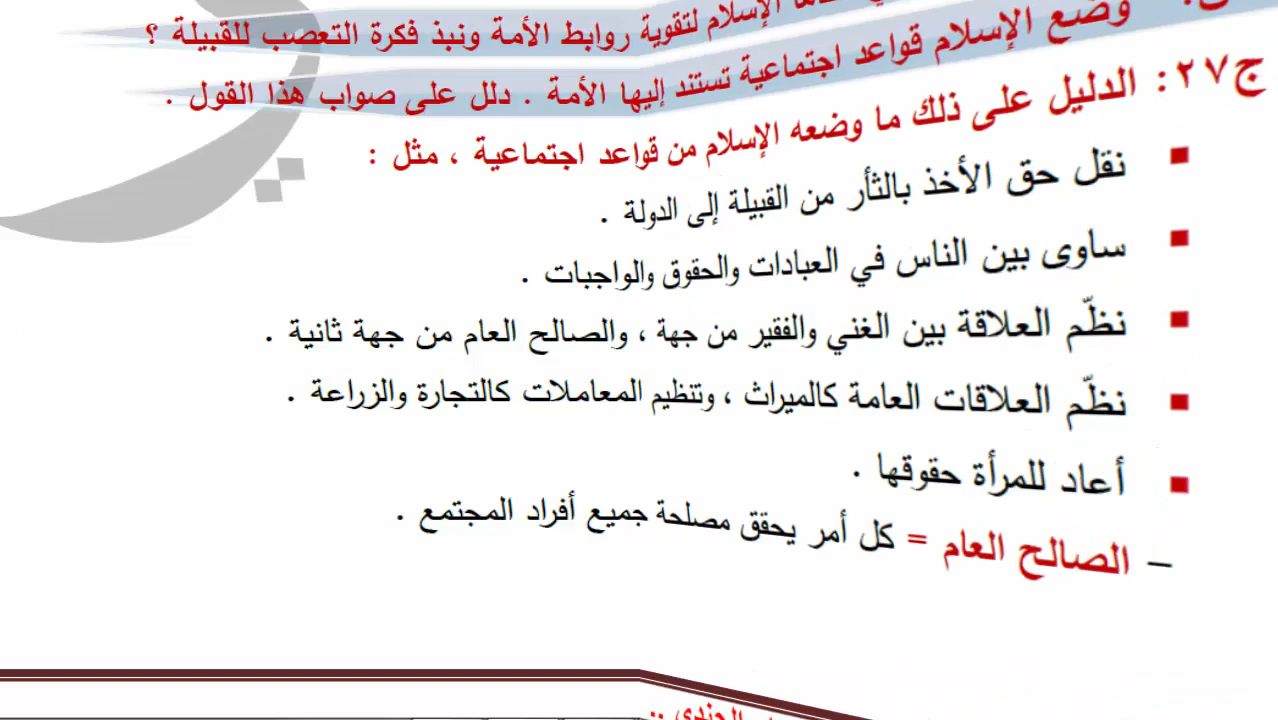 الإسلام لتقوية روابط الأمة ونبذ فكرة التعصب للقبيلة ؟
وضع الإسلام قواعد اجتماعية تستند إليها الأمة . دلل على صواب هذا القول .
ج٢٧: الدليل على ذلك ما وضعه الإسلام من قواعد اجتماعية ، مثل :
▪ نقل حق الأخذ بالثأر من القبيلة إلى الدولة .
▪ ساوى بين الناس في العبادات والحقوق والواجبات .
▪ نظّم العلاقة بين الغني والفقير من جهة ، والصالح العام من جهة ثانية .
▪ نظّم العلاقات العامة كالميراث ، وتنظيم المعاملات كالتجارة والزراعة .
▪ أعاد للمرأة حقوقها .
– الصالح العام = كل أمر يحقق مصلحة جميع أفراد المجتمع .